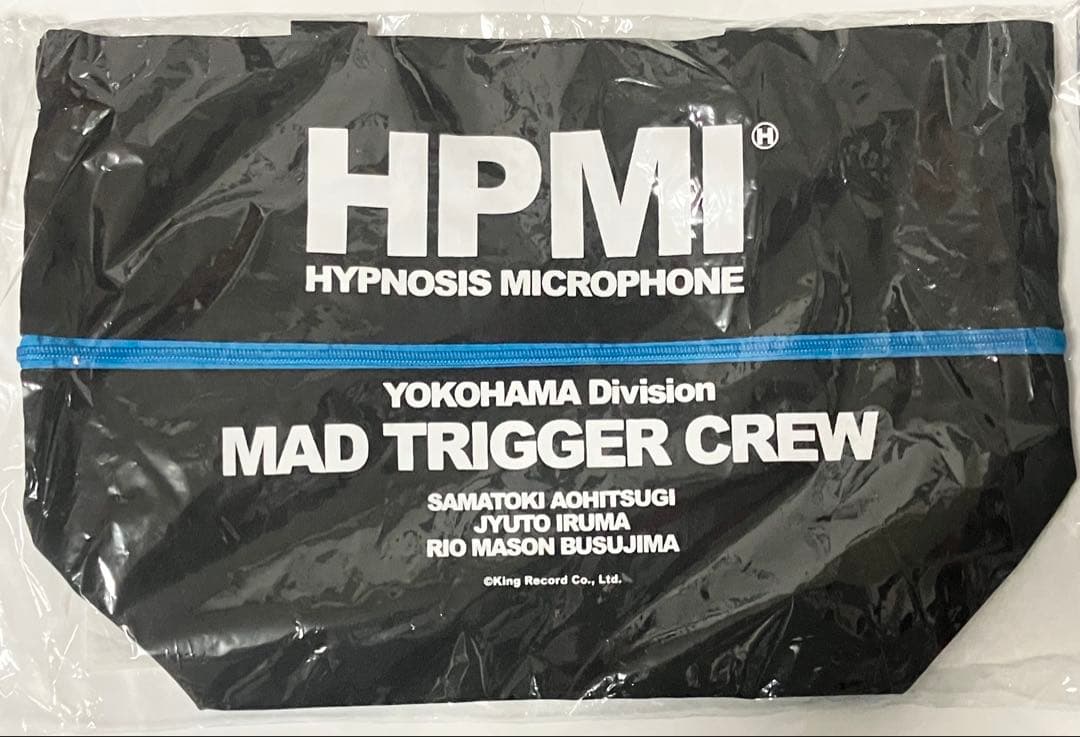 HPMI Ⓗ
HYPNOSIS MICROPHONE
YOKOHAMA Division
MAD TRIGGER CREW
SAMATOKI AOHITSUGI
JYUTO IRUMA
RIO MASON BUSUJIMA
©King Record Co., Ltd.